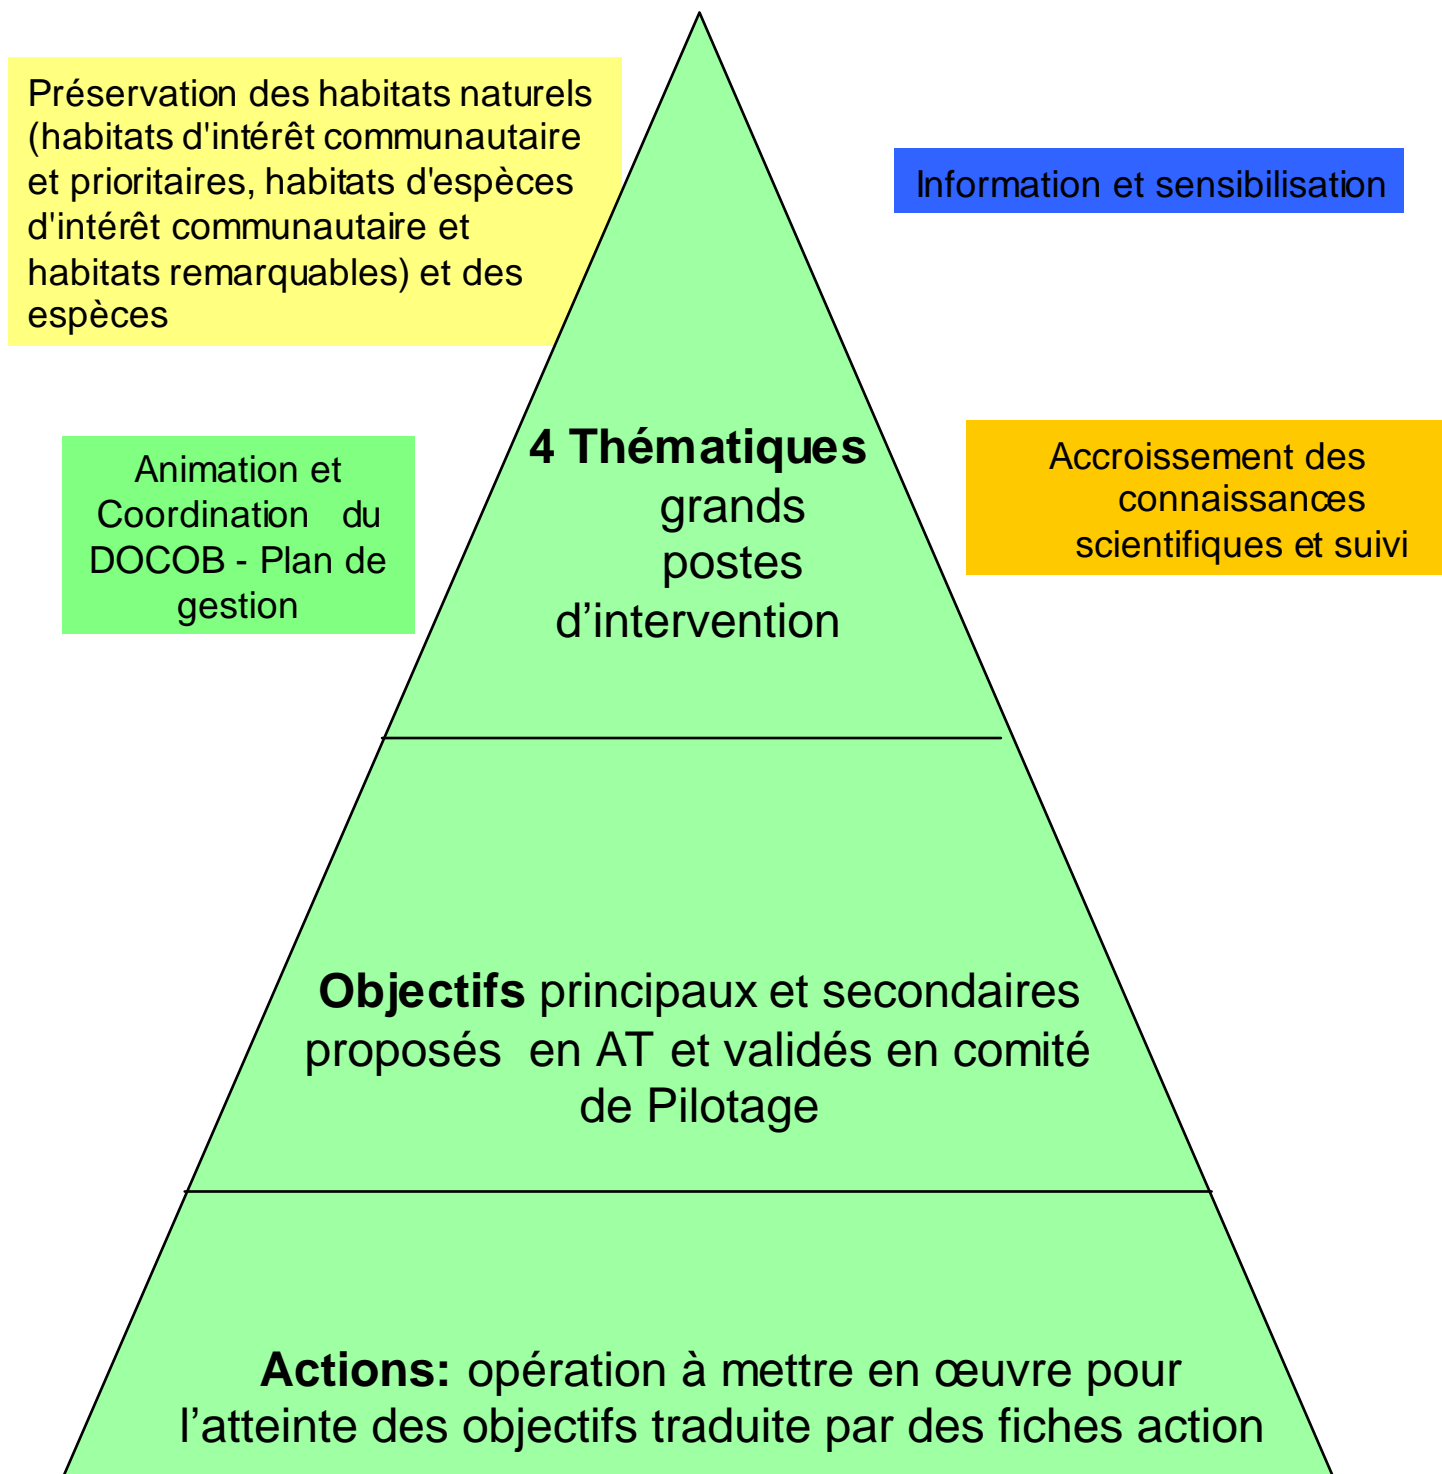 Préservation des habitats naturels
(habitats d'intérêt communautaire
et prioritaires, habitats d'espèces
d'intérêt communautaire et
habitats remarquables) et des
espèces
Information et sensibilisation
Animation et
Coordination du
DOCOB - Plan de
gestion
4 Thématiques
grands
postes
d’intervention
Accroissement des
connaissances
scientifiques et suivi
Objectifs principaux et secondaires
proposés en AT et validés en comité
de Pilotage
Actions: opération à mettre en œuvre pour
l’atteinte des objectifs traduite par des fiches action